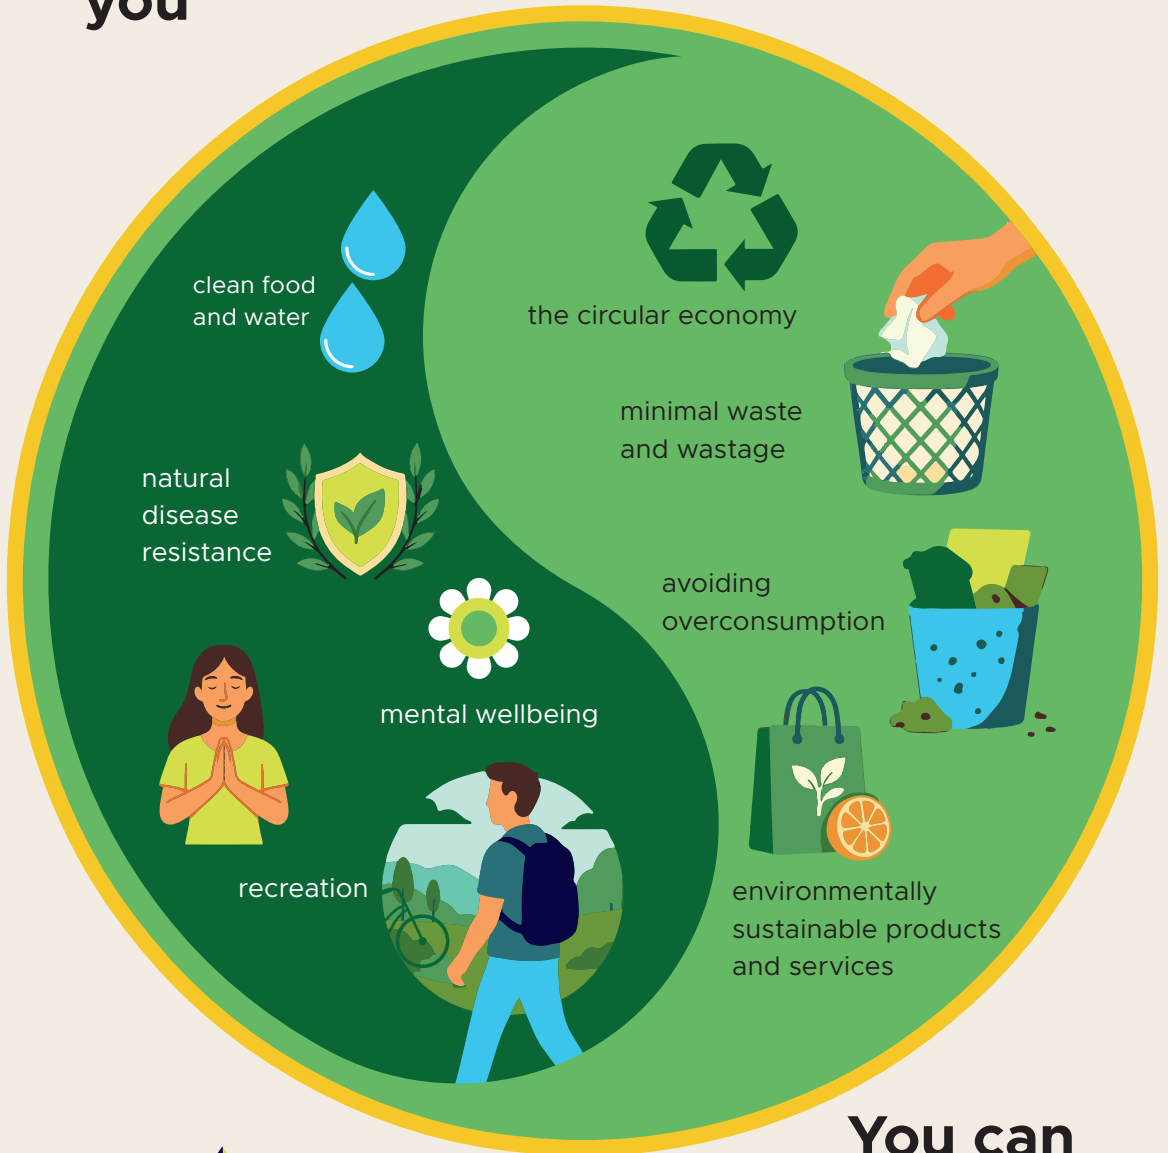 you
clean food
and water
natural
disease
resistance
mental wellbeing
recreation
the circular economy
minimal waste
and wastage
avoiding
overconsumption
environmentally
sustainable products
and services
You can